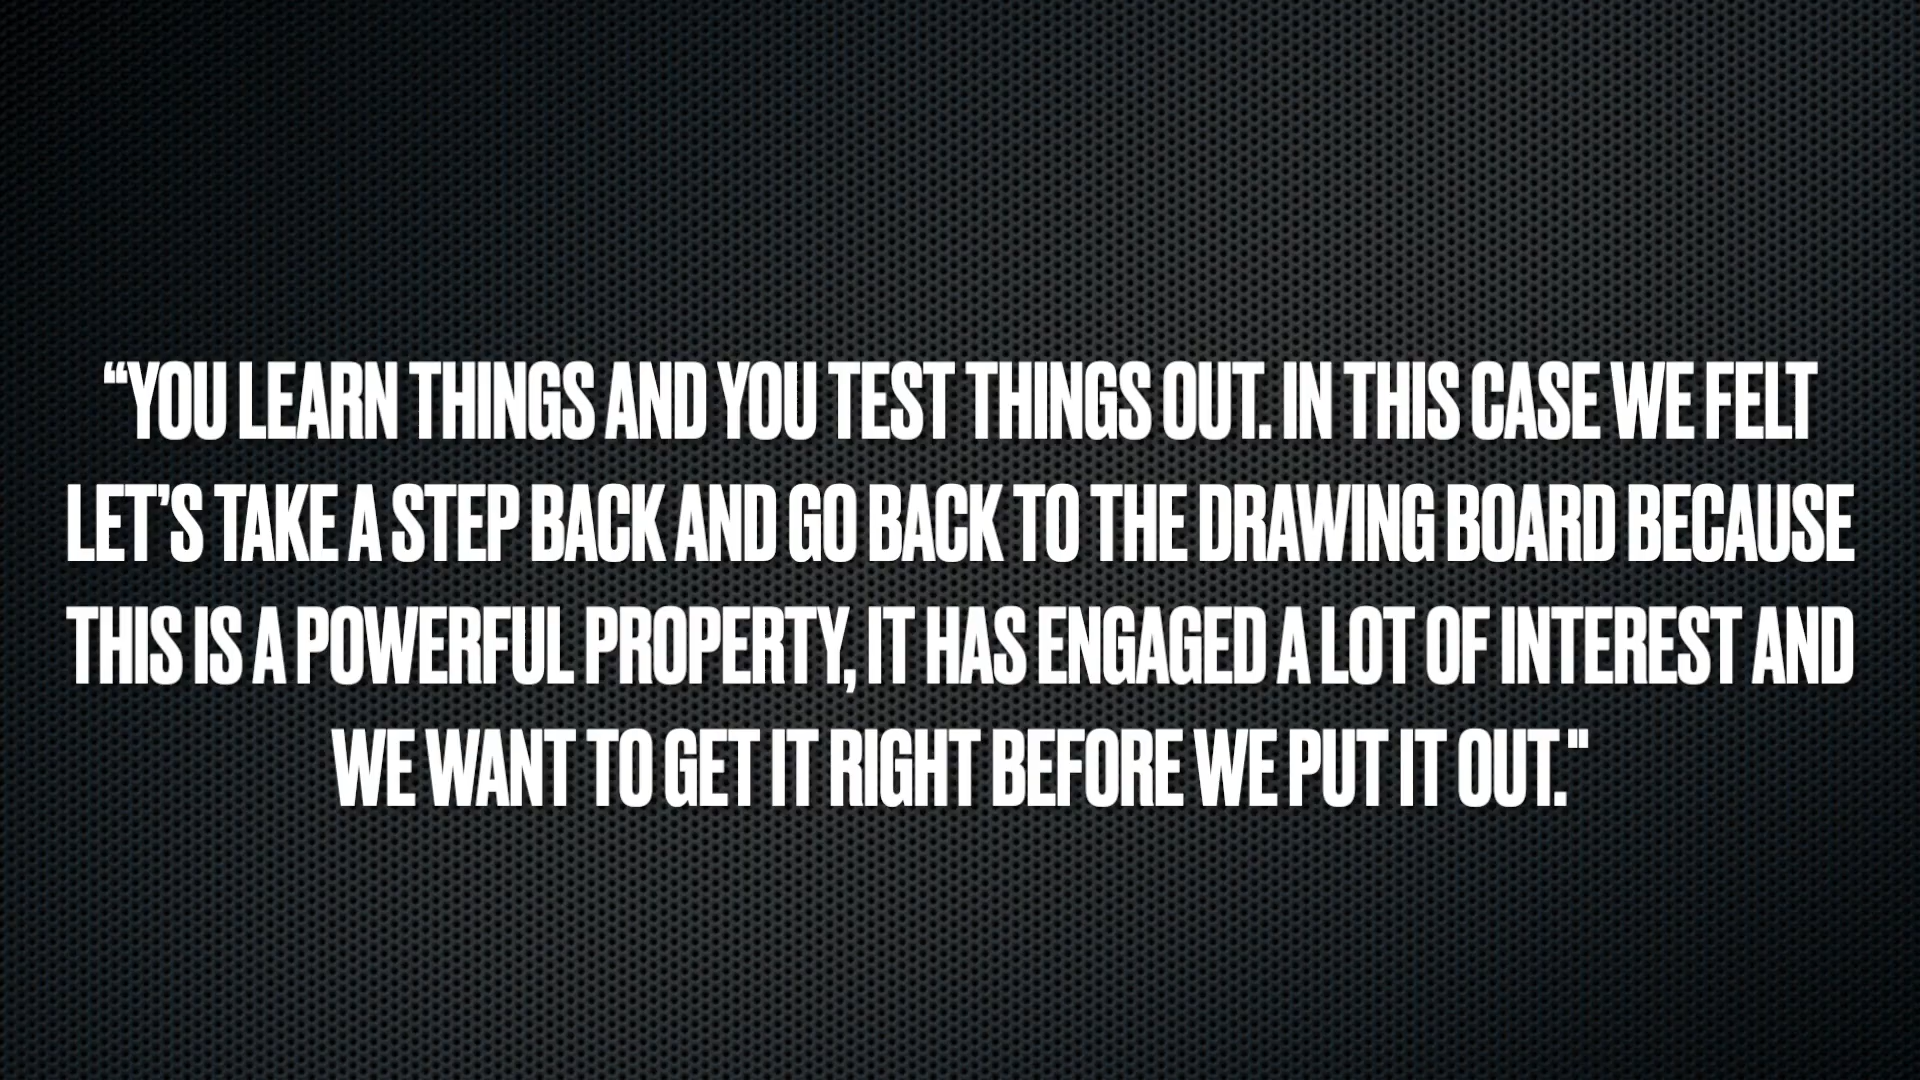 “YOU LEARN THINGS AND YOU TEST THINGS OUT. IN THIS CASE WE FELT
LET’S TAKE A STEP BACK AND GO BACK TO THE DRAWING BOARD BECAUSE
THIS IS A POWERFUL PROPERTY, IT HAS ENGAGED A LOT OF INTEREST AND
WE WANT TO GET IT RIGHT BEFORE WE PUT IT OUT."